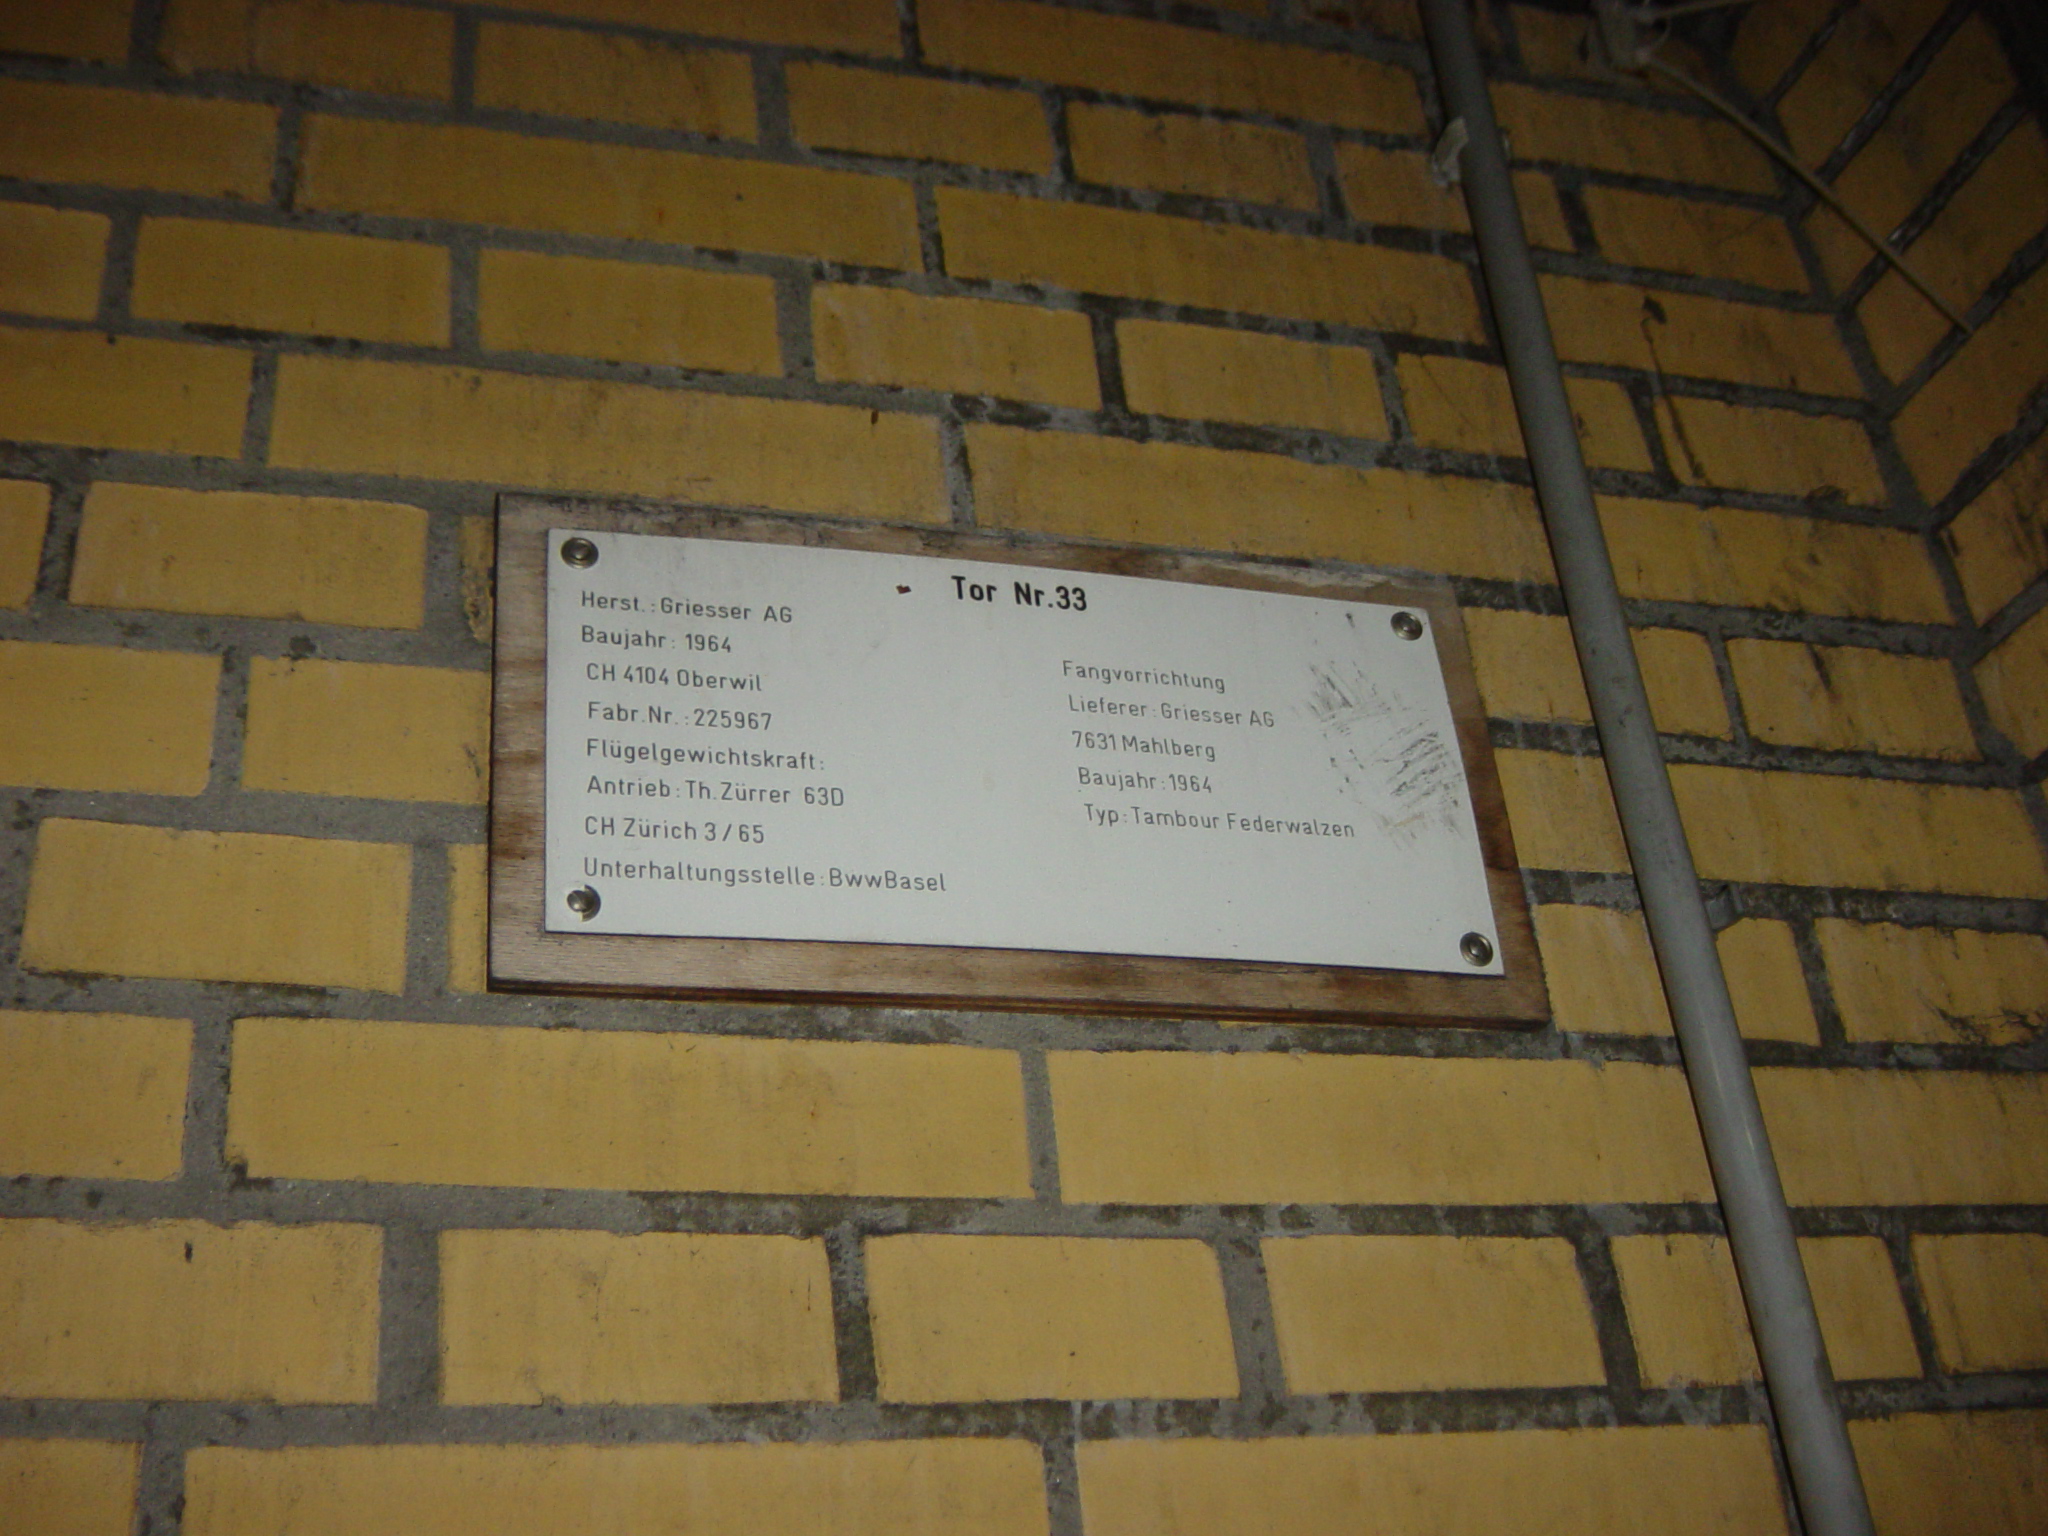 Tor Nr.33
Herst.: Griesser AG
Baujahr: 1964
CH 4104 Oberwil
Fabr.Nr.: 225967
Flügelgewichtskraft:
Antrieb: Th. Zürrer 63D
CH Zürich 3/65
Unterhaltungsstelle: BwwBasel
Fangvorrichtung
Lieferer: Griesser AG
7631 Mahlberg
Baujahr: 1964
Typ: Tambour Federwalzen